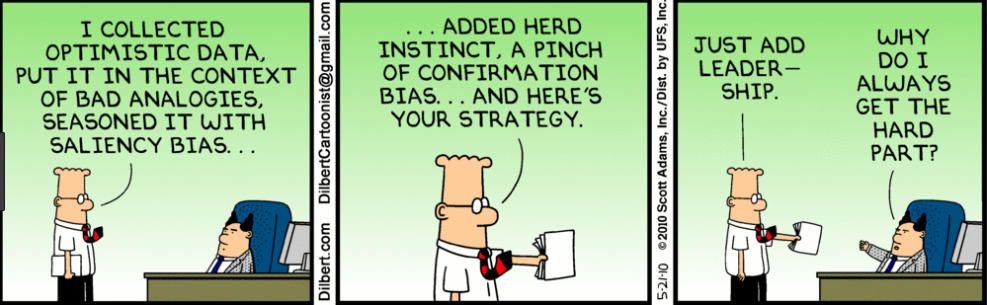 I COLLECTED
OPTIMISTIC DATA,
PUT IT IN THE CONTEXT
OF BAD ANALOGIES,
SEASONED IT WITH
SALIENCY BIAS...
Dilbert.com DilbertCartoonist@gmail.com
...ADDED HERD
INSTINCT, A PINCH
OF CONFIRMATION
BIAS...AND HERE'S
YOUR STRATEGY.
5-21-10 ©2010 Scott Adams, Inc./Dist. by UFS, Inc.
JUST ADD
LEADER-
SHIP.
WHY
DO I
ALWAYS
GET THE
HARD
PART?